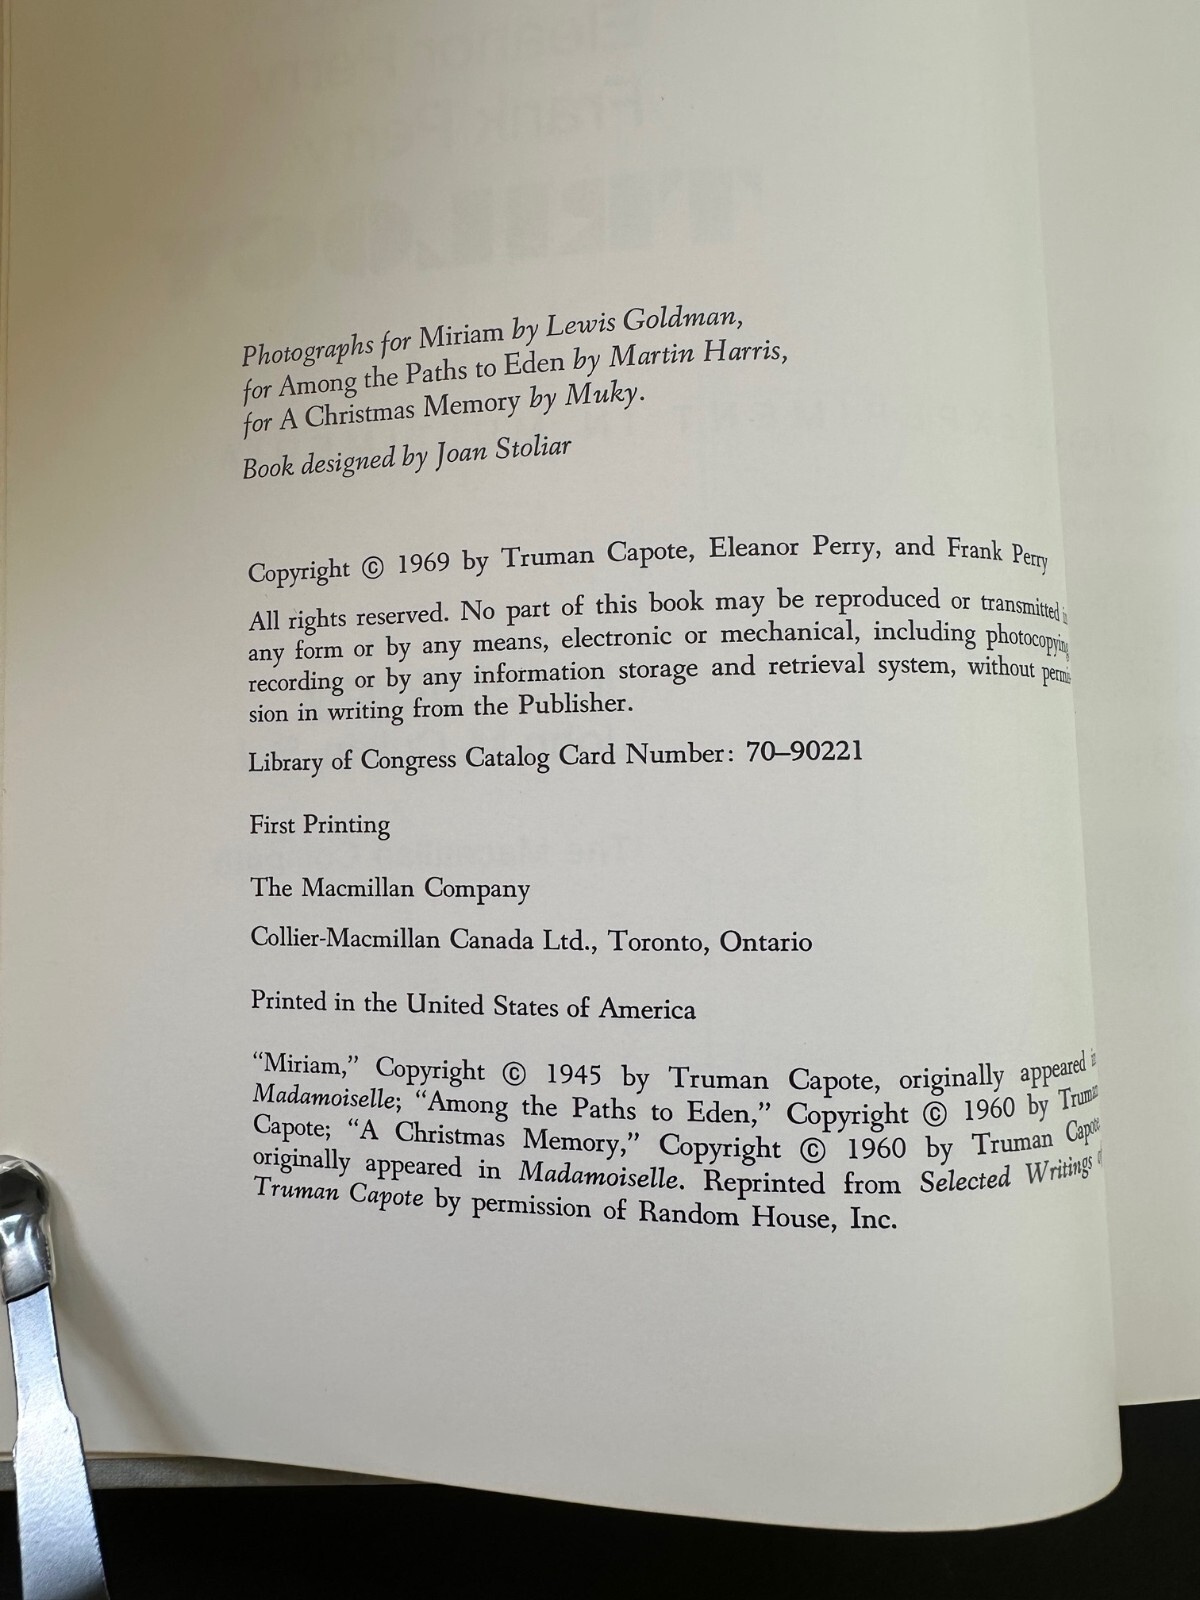 Photographs for Miriam by Lewis Goldman,
for Among the Paths to Eden by Martin Harris,
for A Christmas Memory by Muky.
Book designed by Joan Stoliar
Copyright © 1969 by Truman Capote, Eleanor Perry, and Frank Perry
All rights reserved. No part of this book may be reproduced or transmitted in
any form or by any means, electronic or mechanical, including photocopying
recording or by any information storage and retrieval system, without permis-
sion in writing from the Publisher.
Library of Congress Catalog Card Number: 70–90221
First Printing
The Macmillan Company
Collier-Macmillan Canada Ltd., Toronto, Ontario
Printed in the United States of America
“Miriam,” Copyright © 1945 by Truman Capote, originally appeared in
Madamoiselle; “Among the Paths to Eden,” Copyright © 1960 by Truman
Capote; “A Christmas Memory,” Copyright © 1960 by Truman Capote
originally appeared in Madamoiselle. Reprinted from Selected Writings of
Truman Capote by permission of Random House, Inc.